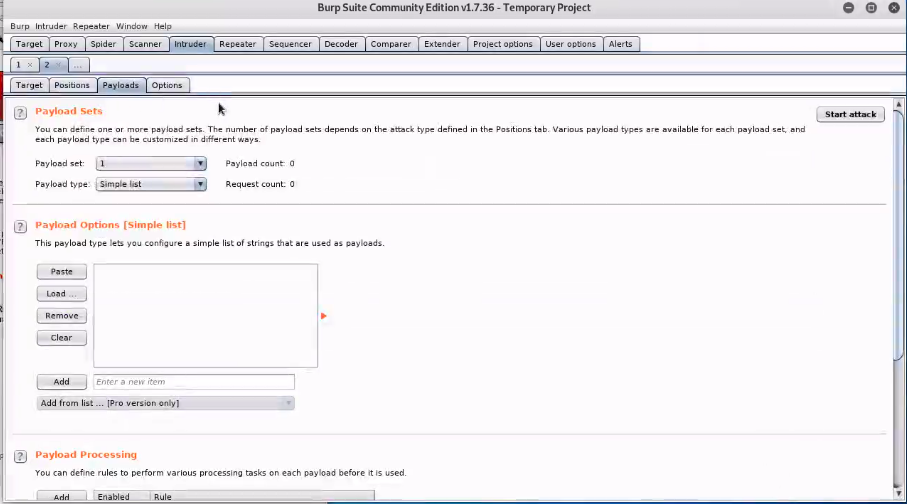 Burp Suite Community Edition v1.7.36 - Temporary Project
Burp Intruder Repeater Window Help
Target Proxy Spider Scanner Intruder Repeater Sequencer Decoder Comparer Extender Project options User options Alerts
1 × 2 × ...
Target Positions Payloads Options
? Payload Sets
Start attack
You can define one or more payload sets. The number of payload sets depends on the attack type defined in the Positions tab. Various payload types are available for each payload set, and
each payload type can be customized in different ways.
Payload set: 1 Payload count: 0
Payload type: Simple list Request count: 0
? Payload Options [Simple list]
This payload type lets you configure a simple list of strings that are used as payloads.
Paste
Load ...
Remove
Clear
Add Enter a new item
Add from list ... [Pro version only]
? Payload Processing
You can define rules to perform various processing tasks on each payload before it is used.
Add Enabled Rule